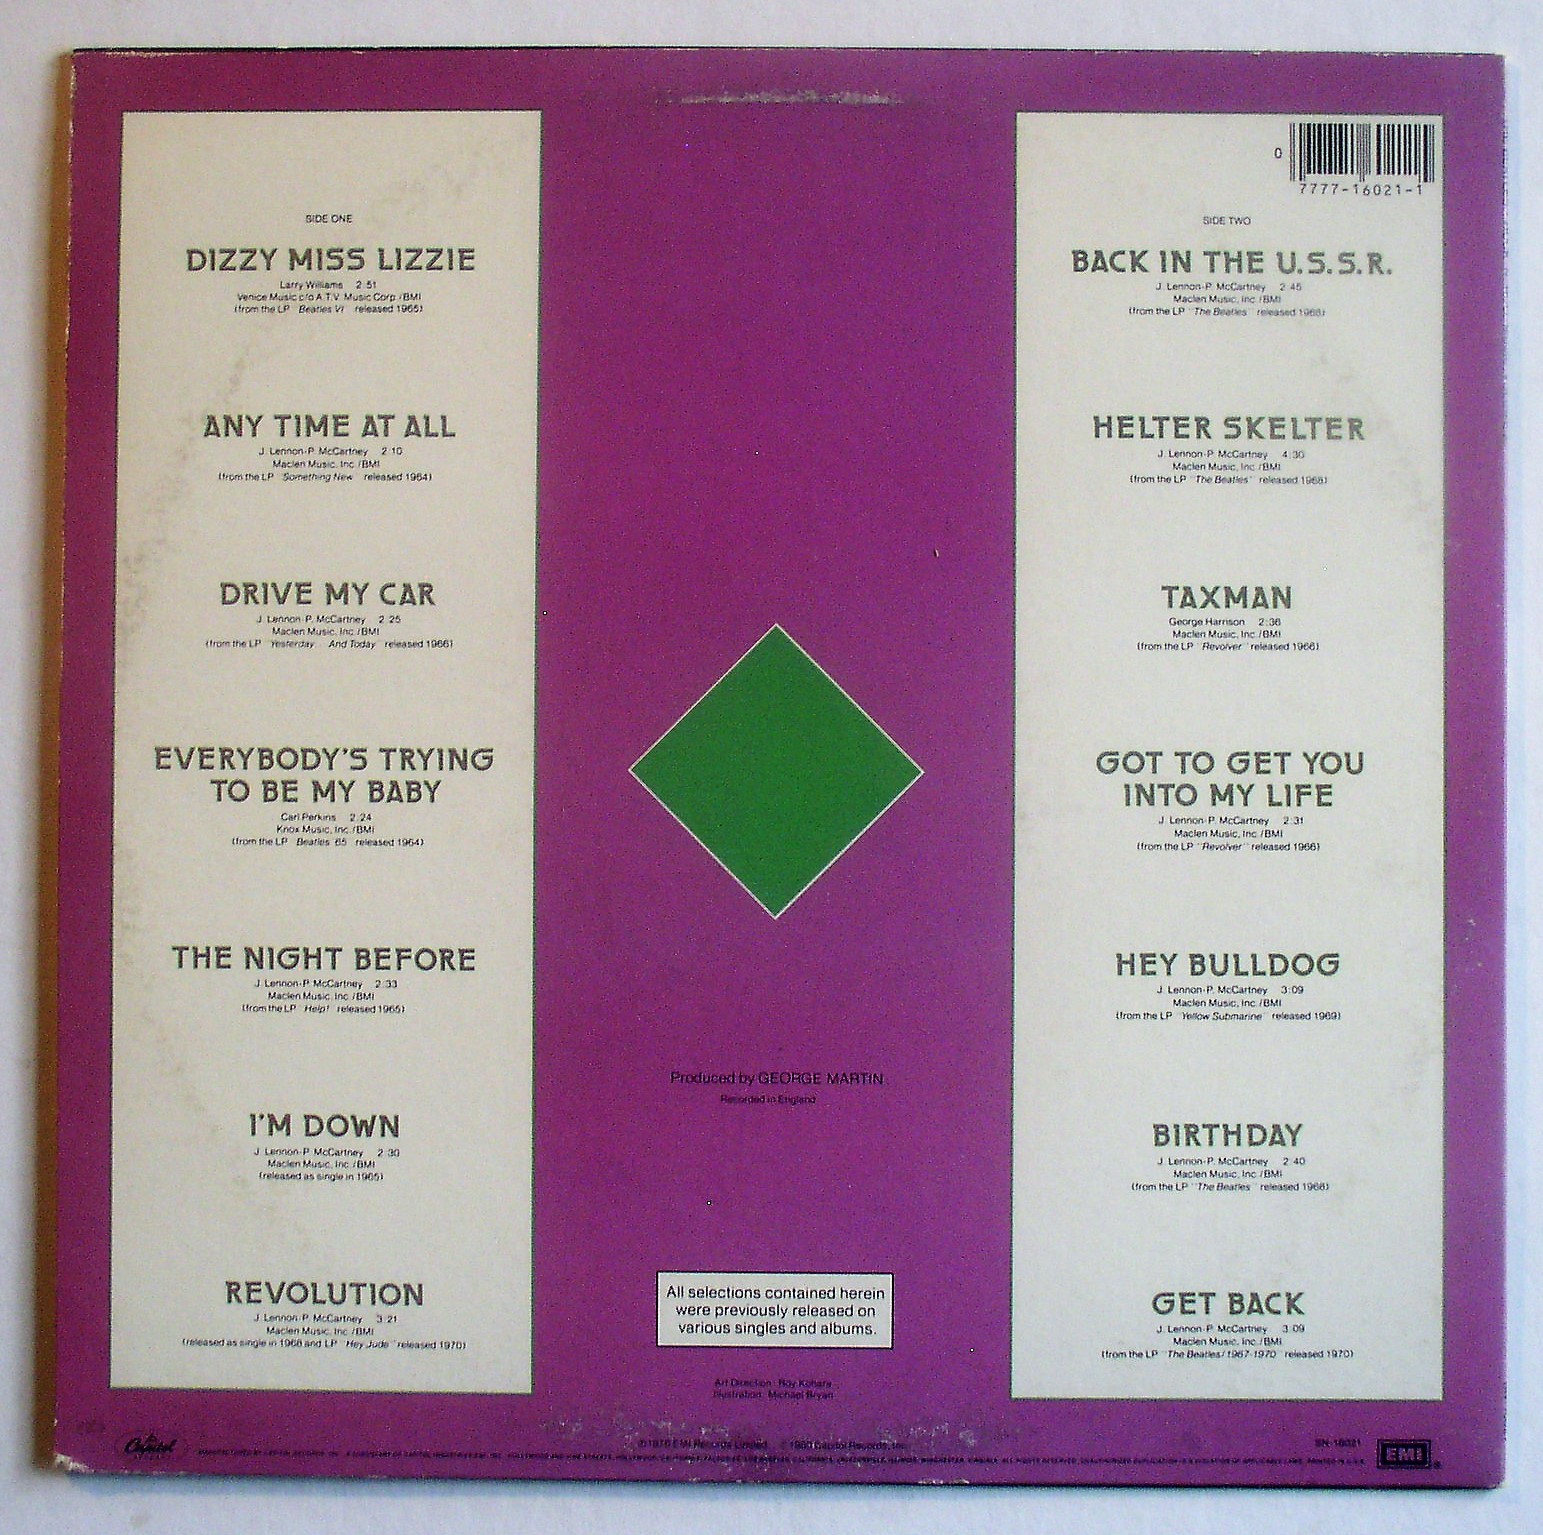 0
7777-16021-1
SIDE ONE
DIZZY MISS LIZZIE
Larry Williams 2:51
Venice Music c/o A.T.V. Music Corp./BMI
(from the LP "Beatles VI" released 1965)
ANY TIME AT ALL
J. Lennon-P. McCartney 2:10
Maclen Music, Inc./BMI
(from the LP "Something New" released 1964)
DRIVE MY CAR
J. Lennon-P. McCartney 2:25
Maclen Music, Inc./BMI
(from the LP "Yesterday And Today" released 1966)
EVERYBODY'S TRYING
TO BE MY BABY
Carl Perkins 2:24
Knox Music, Inc./BMI
(from the LP "Beatles '65" released 1964)
THE NIGHT BEFORE
J. Lennon-P. McCartney 2:33
Maclen Music, Inc./BMI
(from the LP "Help!" released 1965)
I'M DOWN
J. Lennon-P. McCartney 2:30
Maclen Music, Inc./BMI
(released as single in 1965)
REVOLUTION
J. Lennon-P. McCartney 3:21
Maclen Music, Inc./BMI
(released as single in 1968 and LP "Hey Jude" released 1970)
Produced by GEORGE MARTIN
Recorded in England
All selections contained herein
were previously released on
various singles and albums.
Art Direction: Roy Kohara
Illustration: Michael Bryan
SIDE TWO
BACK IN THE U.S.S.R.
J. Lennon-P. McCartney 2:45
Maclen Music, Inc./BMI
(from the LP "The Beatles" released 1968)
HELTER SKELTER
J. Lennon-P. McCartney 4:30
Maclen Music, Inc./BMI
(from the LP "The Beatles" released 1968)
TAXMAN
George Harrison 2:36
Maclen Music, Inc./BMI
(from the LP "Revolver" released 1966)
GOT TO GET YOU
INTO MY LIFE
J. Lennon-P. McCartney 2:31
Maclen Music, Inc./BMI
(from the LP "Revolver" released 1966)
HEY BULLDOG
J. Lennon-P. McCartney 3:09
Maclen Music, Inc./BMI
(from the LP "Yellow Submarine" released 1969)
BIRTHDAY
J. Lennon-P. McCartney 2:40
Maclen Music, Inc./BMI
(from the LP "The Beatles" released 1968)
GET BACK
J. Lennon-P. McCartney 3:09
Maclen Music, Inc./BMI
(from the LP "The Beatles/1967-1970" released 1970)
Capitol
1976 EMI Records Limited 1980 Capitol Records, Inc.
SN-16021
EMI